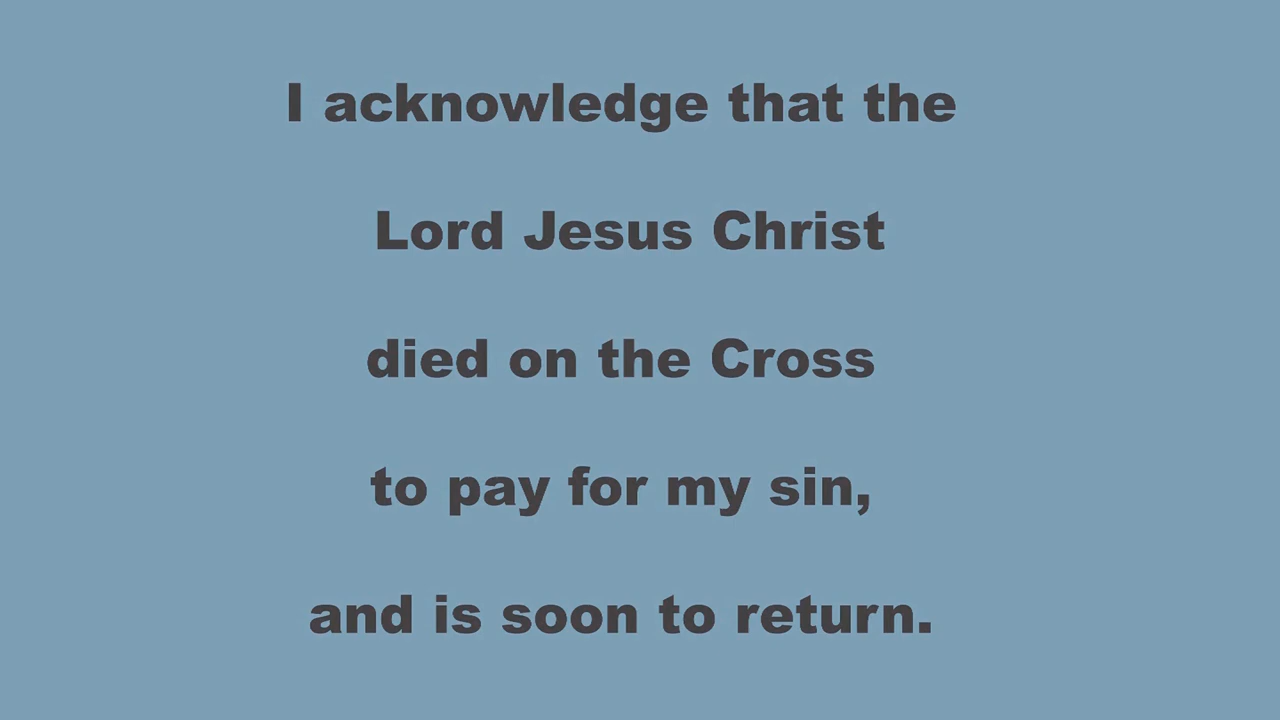 I acknowledge that the
Lord Jesus Christ
died on the Cross
to pay for my sin,
and is soon to return.